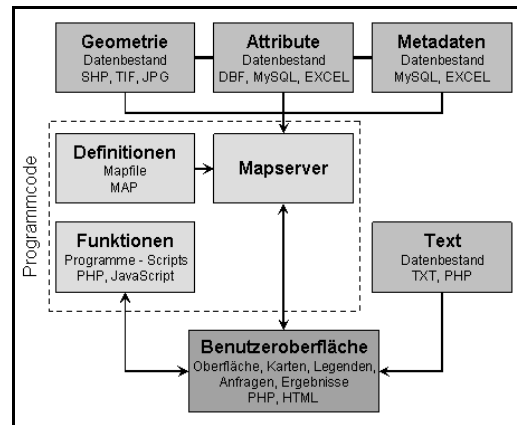 Geometrie
Datenbestand
SHP, TIF, JPG
Attribute
Datenbestand
DBF, MySQL, EXCEL
Metadaten
Datenbestand
MySQL, EXCEL
Programmcode
Definitionen
Mapfile
MAP
Mapserver
Funktionen
Programme - Scripts
PHP, JavaScript
Text
Datenbestand
TXT, PHP
Benutzeroberfläche
Oberfläche, Karten, Legenden,
Anfragen, Ergebnisse
PHP, HTML